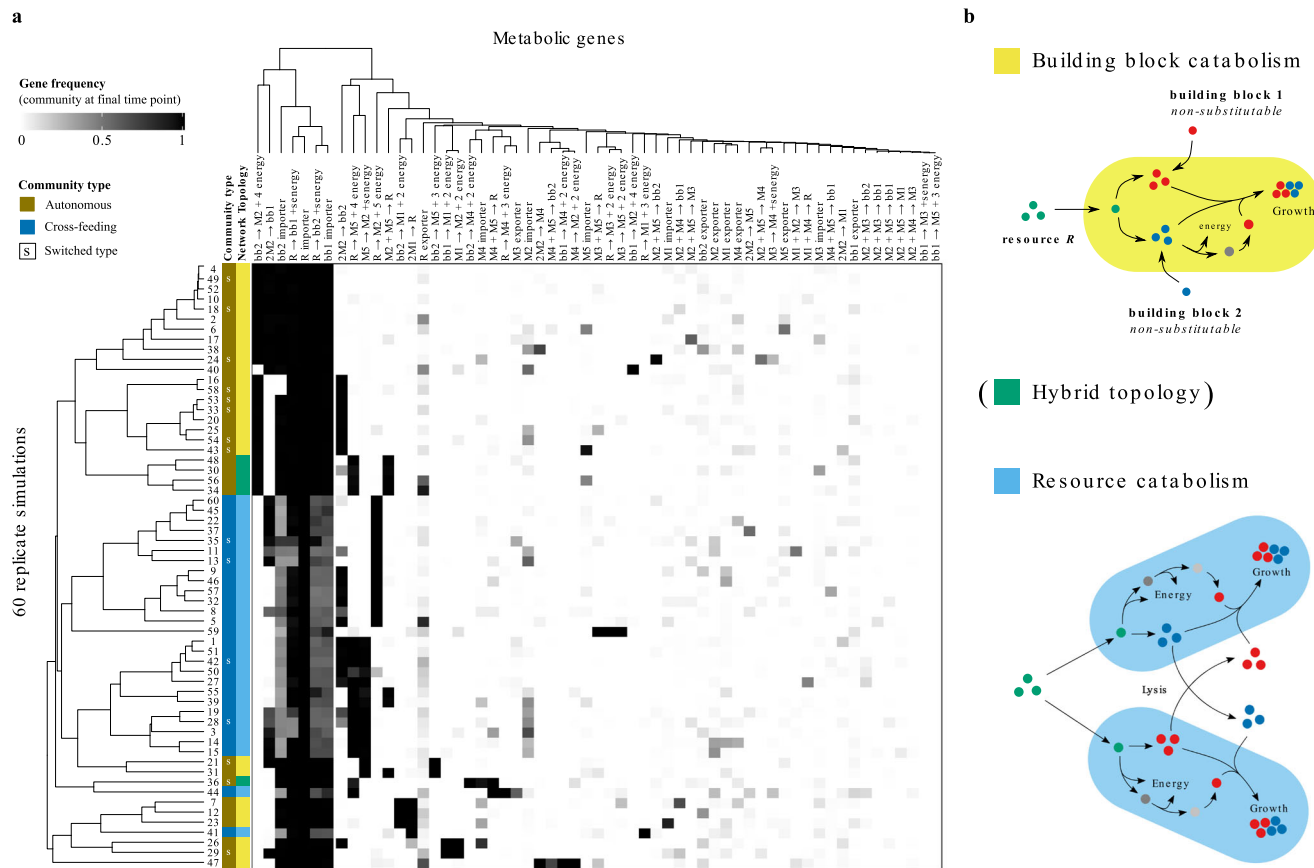 a
Metabolic genes
Gene frequency
(community at final time point)
0
0.5
1
Community type
Autonomous
Cross-feeding
S Switched type
Community type
Network Topology
bb2 → M2 + 4 energy
2M2 → bb1
bb2 importer
R → bb1 +senergy
R → bb2 +senergy
bb1 importer
2M2 → bb2
R → M5 + 4 energy
M5 → M2 +senergy
R → M2 + 5 energy
M2 + M5 → R
bb2 → M1 + 2 energy
2M1 → R
R exporter
bb2 → M5 + 3 energy
bb1 → M1 + 2 energy
M1 → M2 + 2 energy
bb2 → M4 + 2 energy
M4 importer
M4 + M5 → R
R → M4 + 3 energy
M3 exporter
M2 importer
2M2 → M4
M4 + M5 → bb2
bb1 → M4 + 2 energy
M4 → M2 + 2 energy
M5 importer
M3 + M5 → R
R → M3 + 2 energy
M3 → M5 + 2 energy
bb1 → M2 + 4 energy
R → M1 + 3 energy
M2 + M5 → bb2
M1 importer
M2 + M4 → bb1
M2 + M5 → M3
bb2 exporter
M2 exporter
M1 exporter
M4 exporter
2M2 → M5
M2 + M5 → M4
M3 → M4 +senergy
M5 exporter
M1 + M2 → M3
M1 + M4 → R
M3 importer
M4 + M5 → bb1
2M2 → M1
bb1 exporter
M2 + M3 → bb2
M2 + M3 → bb1
M2 + M5 → bb1
M2 + M5 → M1
M2 + M4 → M3
bb1 → M3 +senergy
bb1 → M5 + 3 energy
60 replicate simulations
4
49 S
52
10
18 S
2
6
17
38
24 S
40
16
58 S
53 S
33 S
20
25
54 S
43 S
48
30
56
34
60
45
22
37
35 S
11
13 S
9
46
57
32
8
5
59
1
51
42 S
50
27
55
39
19
28 S
3
14
15
21 S
31
36 S
44
7
12
23
41
26
29 S
47
b
Building block catabolism
building block 1
non-substitutable
resource R
energy
Growth
building block 2
non-substitutable
( Hybrid topology )
Resource catabolism
Growth
Energy
Lysis
Energy
Growth